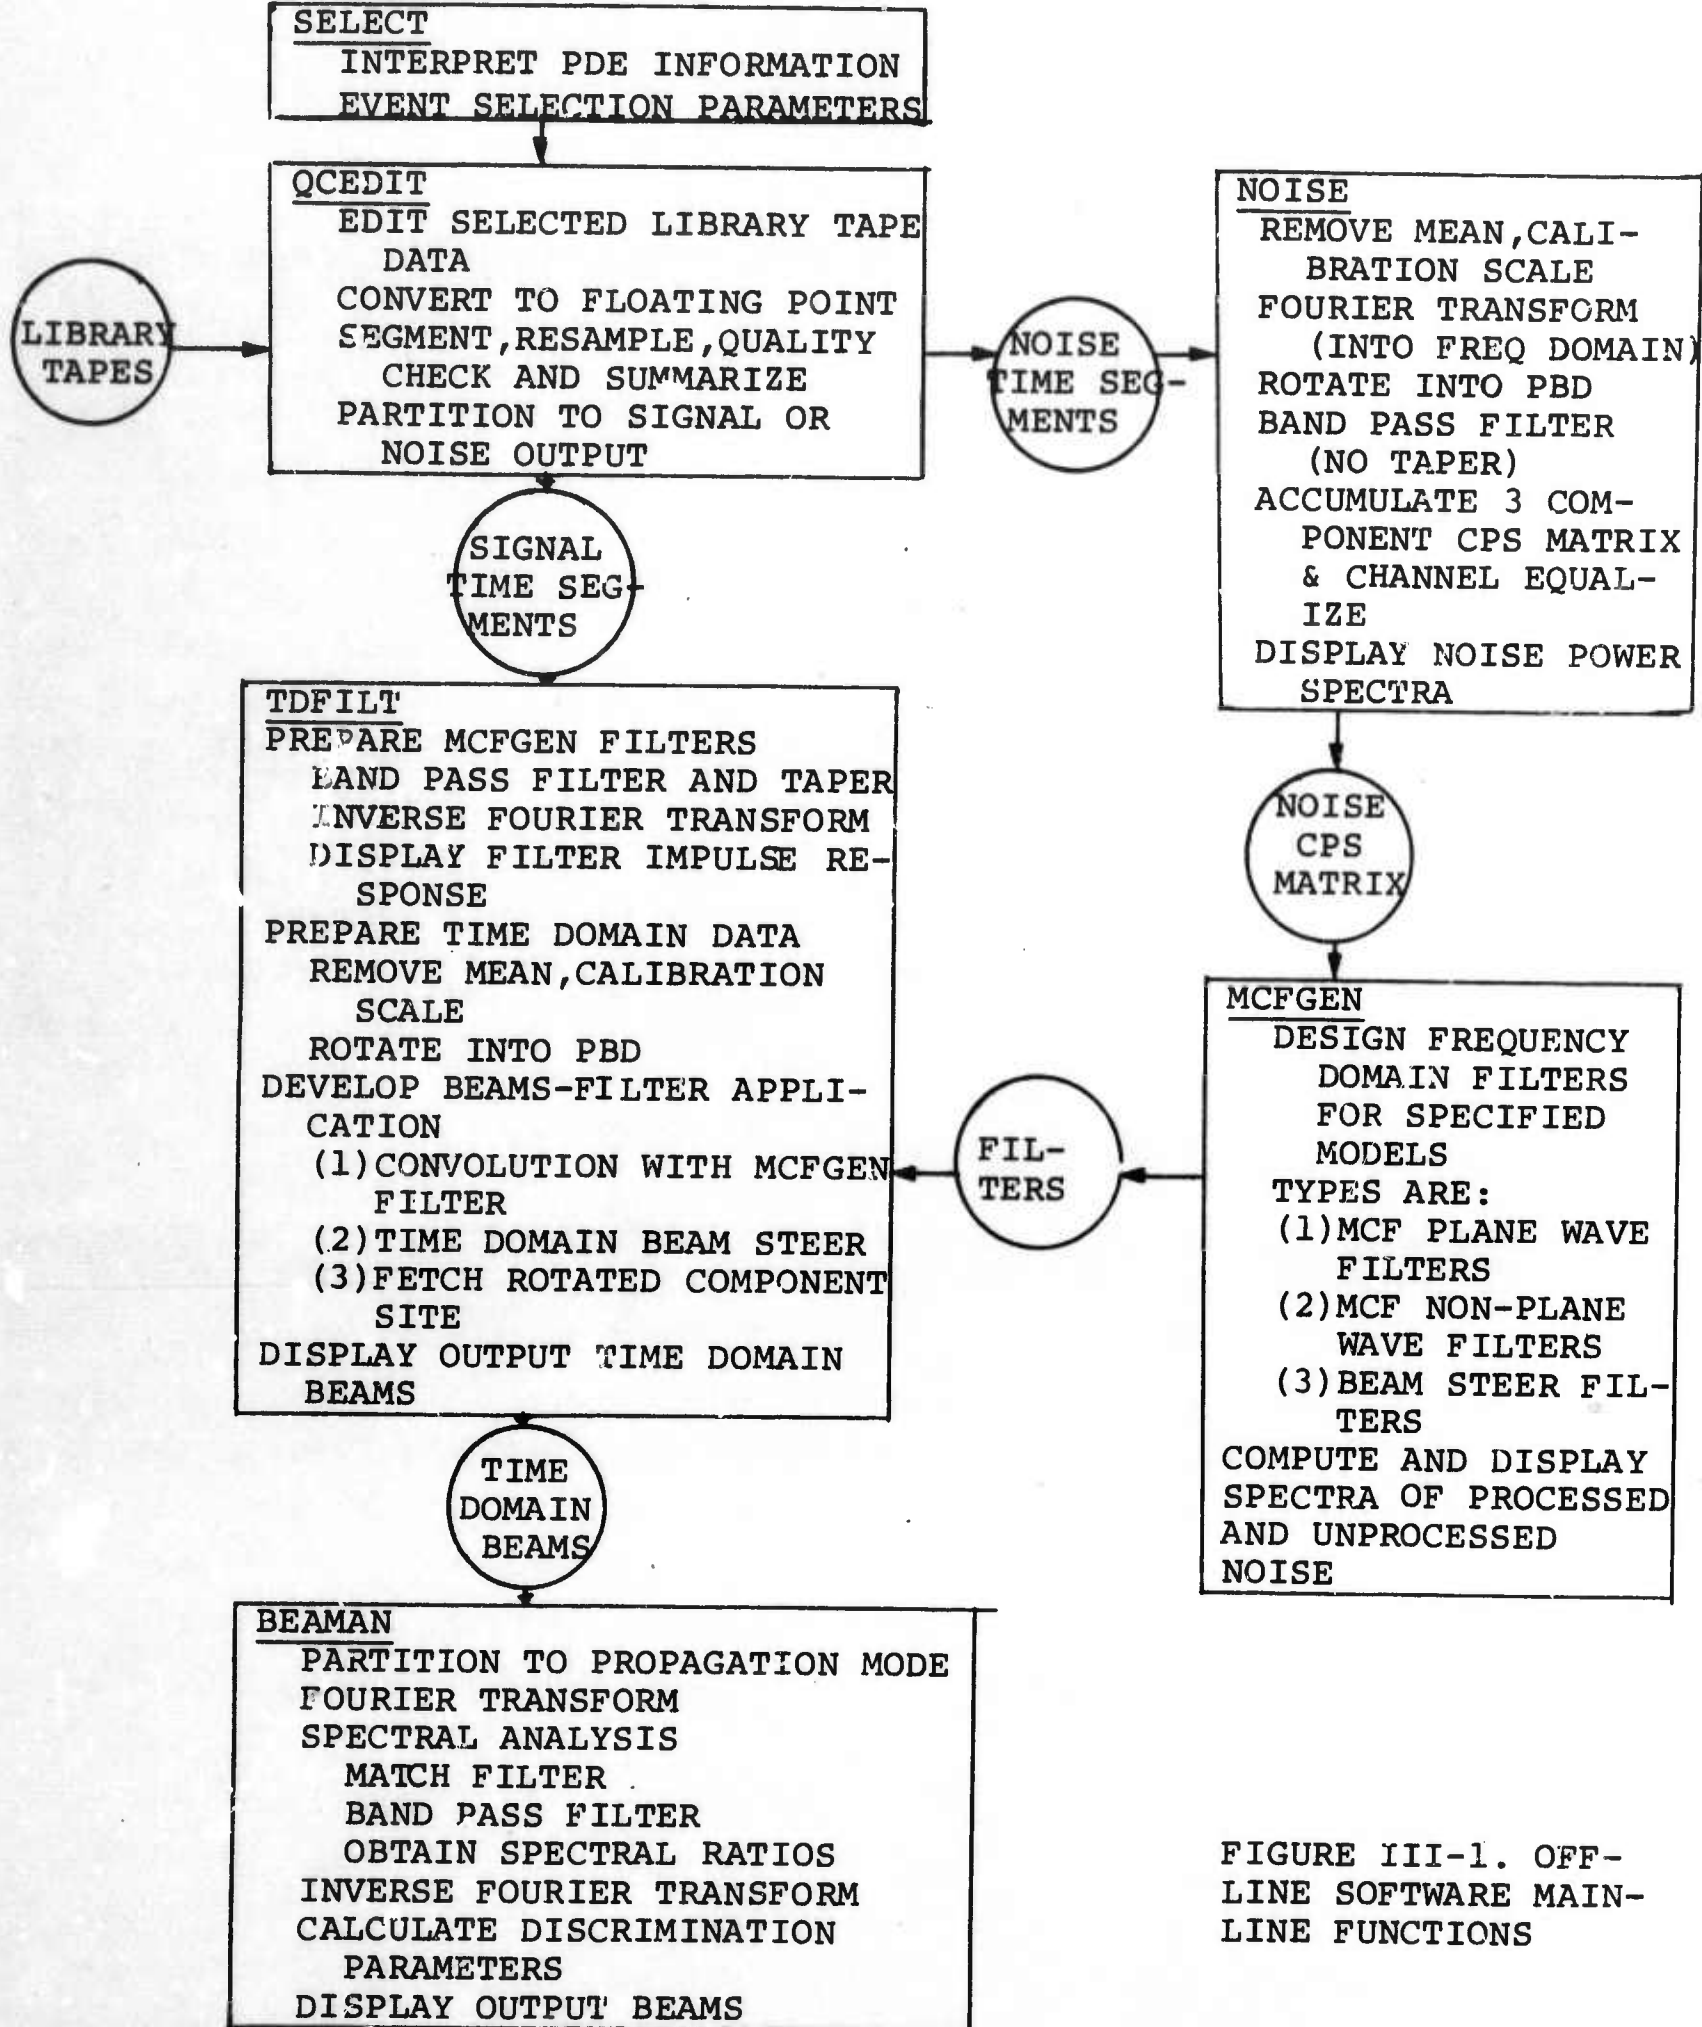 SELECT
INTERPRET PDE INFORMATION
EVENT SELECTION PARAMETERS
QCEDIT
EDIT SELECTED LIBRARY TAPE
DATA
CONVERT TO FLOATING POINT
SEGMENT,RESAMPLE,QUALITY
CHECK AND SUMMARIZE
PARTITION TO SIGNAL OR
NOISE OUTPUT
LIBRARY
TAPES
NOISE
TIME SEG-
MENTS
NOISE
REMOVE MEAN,CALI-
BRATION SCALE
FOURIER TRANSFORM
(INTO FREQ DOMAIN)
ROTATE INTO PBD
BAND PASS FILTER
(NO TAPER)
ACCUMULATE 3 COM-
PONENT CPS MATRIX
& CHANNEL EQUAL-
IZE
DISPLAY NOISE POWER
SPECTRA
SIGNAL
TIME SEG-
MENTS
NOISE
CPS
MATRIX
TDFILT
PREPARE MCFGEN FILTERS
BAND PASS FILTER AND TAPER
INVERSE FOURIER TRANSFORM
DISPLAY FILTER IMPULSE RE-
SPONSE
PREPARE TIME DOMAIN DATA
REMOVE MEAN,CALIBRATION
SCALE
ROTATE INTO PBD
DEVELOP BEAMS-FILTER APPLI-
CATION
(1)CONVOLUTION WITH MCFGEN
FILTER
(2)TIME DOMAIN BEAM STEER
(3)FETCH ROTATED COMPONENT
SITE
DISPLAY OUTPUT TIME DOMAIN
BEAMS
FIL-
TERS
MCFGEN
DESIGN FREQUENCY
DOMAIN FILTERS
FOR SPECIFIED
MODELS
TYPES ARE:
(1)MCF PLANE WAVE
FILTERS
(2)MCF NON-PLANE
WAVE FILTERS
(3)BEAM STEER FIL-
TERS
COMPUTE AND DISPLAY
SPECTRA OF PROCESSED
AND UNPROCESSED
NOISE
TIME
DOMAIN
BEAMS
BEAMAN
PARTITION TO PROPAGATION MODE
FOURIER TRANSFORM
SPECTRAL ANALYSIS
MATCH FILTER
BAND PASS FILTER
OBTAIN SPECTRAL RATIOS
INVERSE FOURIER TRANSFORM
CALCULATE DISCRIMINATION
PARAMETERS
DISPLAY OUTPUT BEAMS
FIGURE III-1. OFF-
LINE SOFTWARE MAIN-
LINE FUNCTIONS